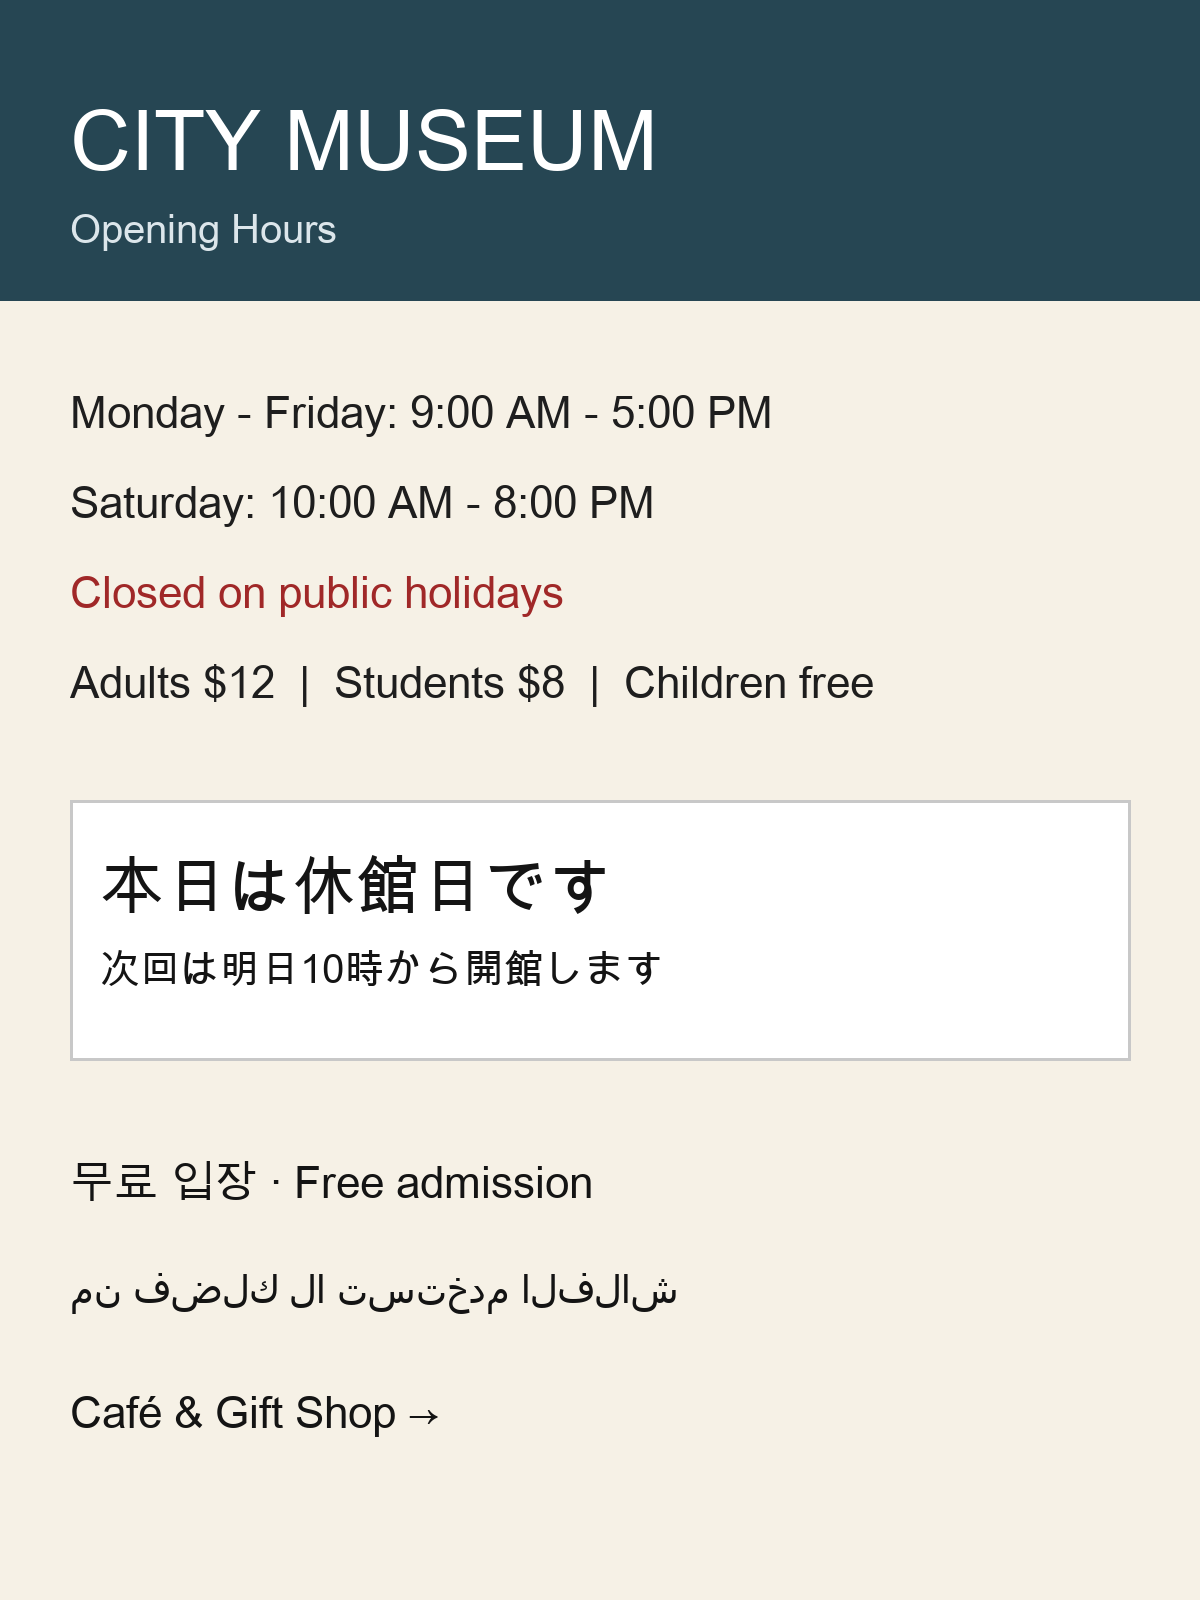 CITY MUSEUM
Opening Hours
Monday - Friday: 9:00 AM - 5:00 PM
Saturday: 10:00 AM - 8:00 PM
Closed on public holidays
Adults $12 | Students $8 | Children free
本日は休館日です
次回は明日10時から開館します
무료 입장 · Free admission
من فضلك لا تستخدم الفلاش
Café & Gift Shop →